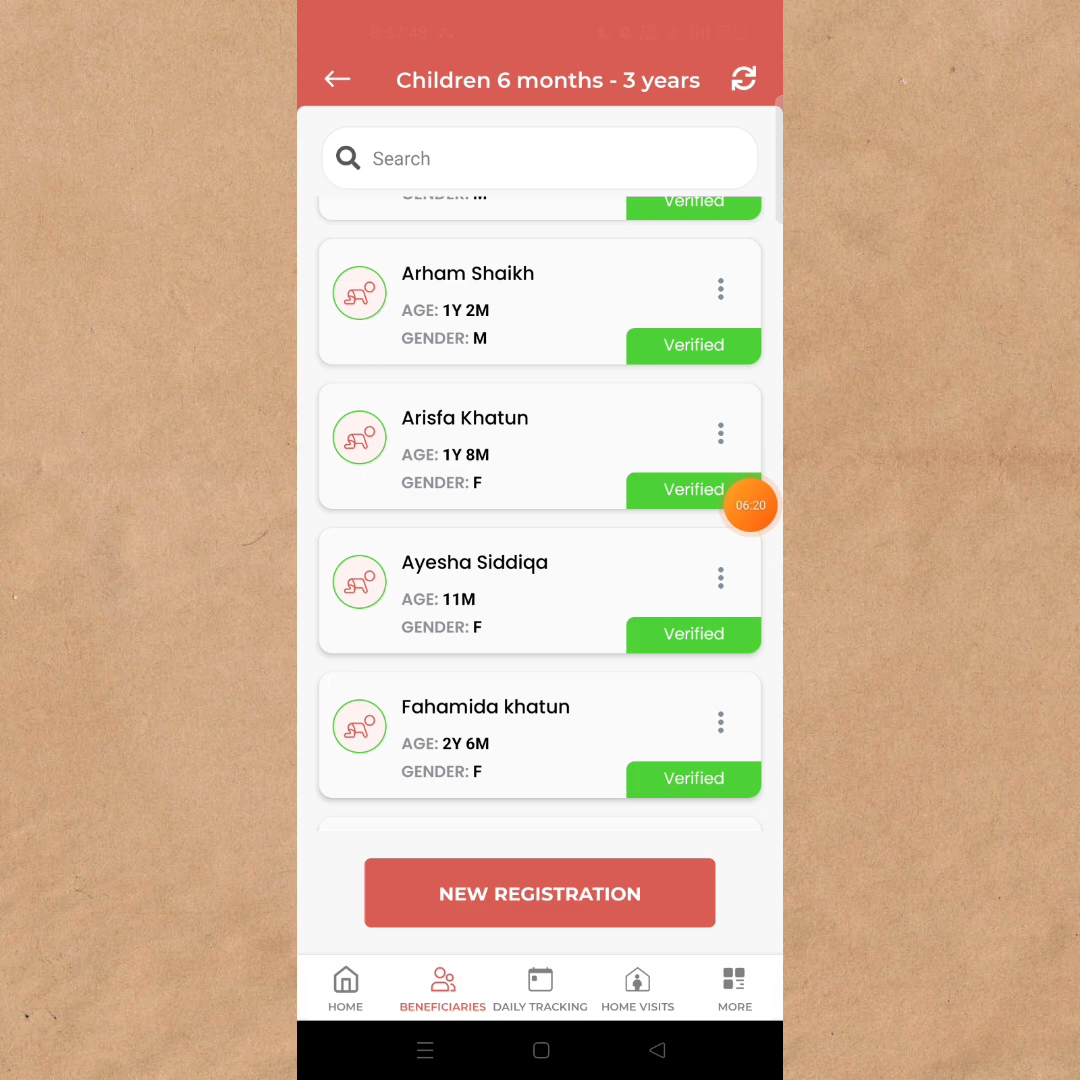 Children 6 months - 3 years
Search
GENDER: M
Verified
Arham Shaikh
AGE: 1Y 2M
GENDER: M
Verified
Arisfa Khatun
AGE: 1Y 8M
GENDER: F
Verified
06:20
Ayesha Siddiqa
AGE: 11M
GENDER: F
Verified
Fahamida khatun
AGE: 2Y 6M
GENDER: F
Verified
NEW REGISTRATION
HOME BENEFICIARIES DAILY TRACKING HOME VISITS MORE